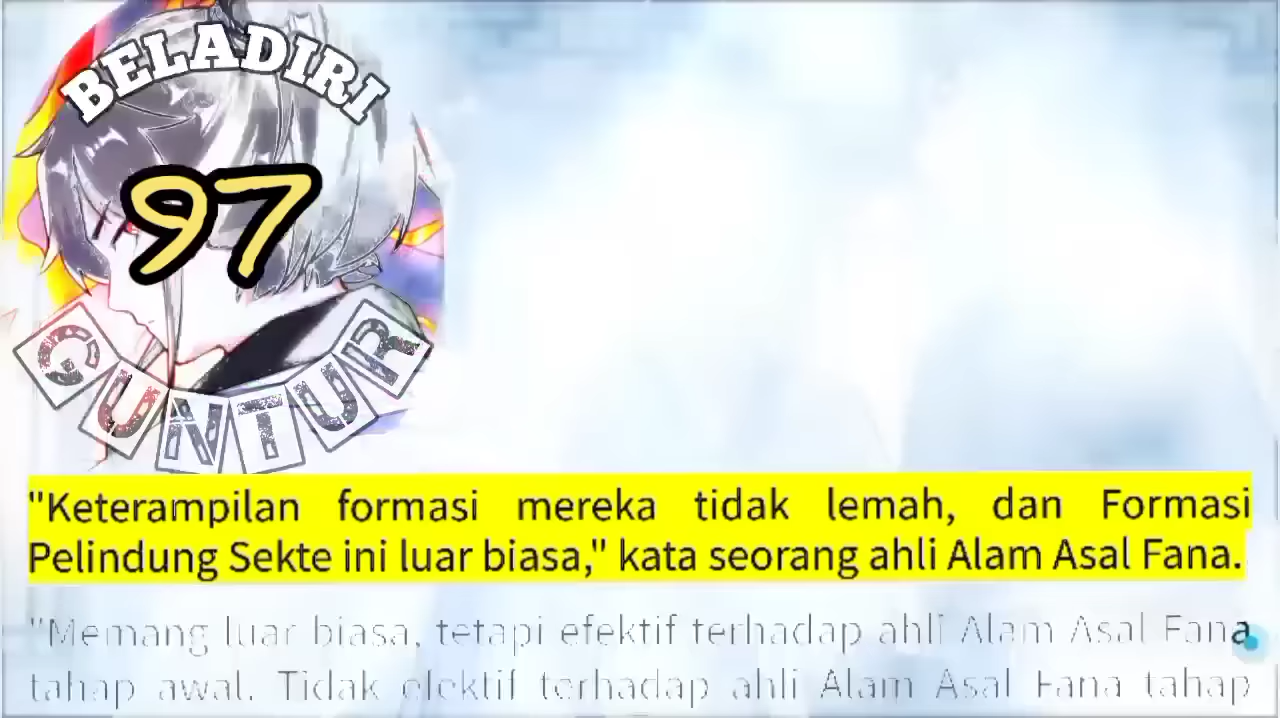 BELADIRI
97
GUNTUR
"Keterampilan formasi mereka tidak lemah, dan Formasi
Pelindung Sekte ini luar biasa," kata seorang ahli Alam Asal Fana.
"Memang luar biasa, tetapi efektif terhadap ahli Alam Asal Fana
tahap awal. Tidak efektif terhadap ahli Alam Asal Fana tahap